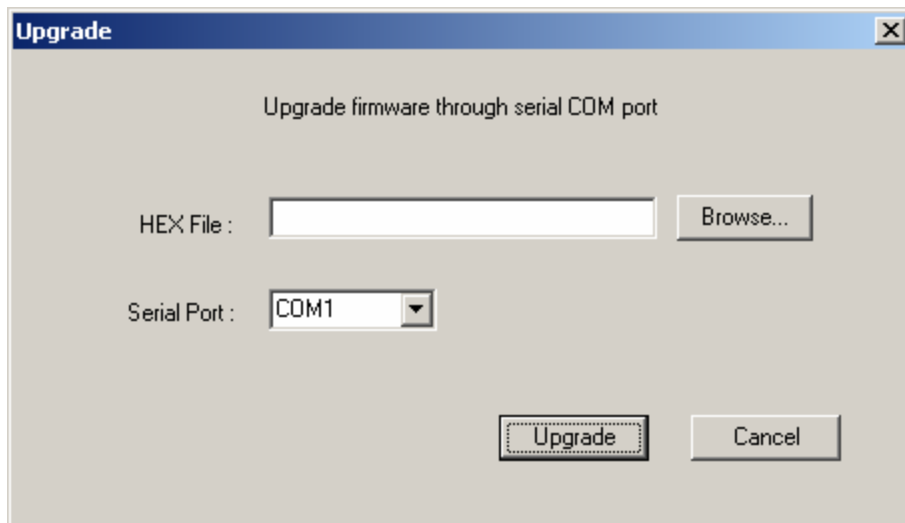 Upgrade
Upgrade firmware through serial COM port
HEX File :
Browse...
Serial Port :
COM1
Upgrade
Cancel